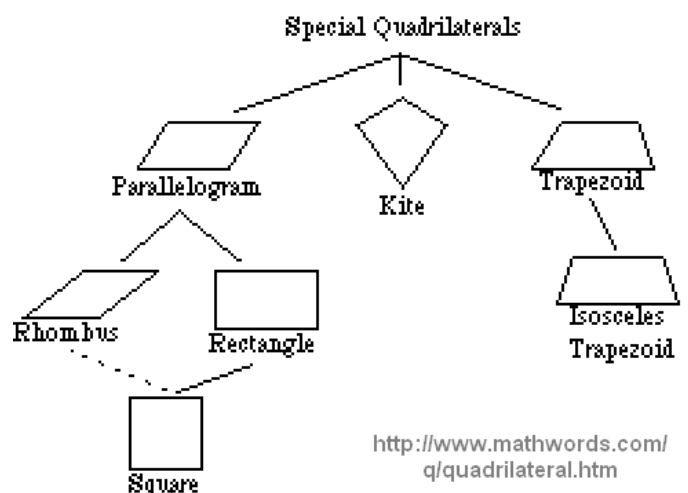 Special Quadrilaterals
Parallelogram
Kite
Trapezoid
Rhombus
Rectangle
Isosceles
Trapezoid
Square
http://www.mathwords.com/
q/quadrilateral.htm